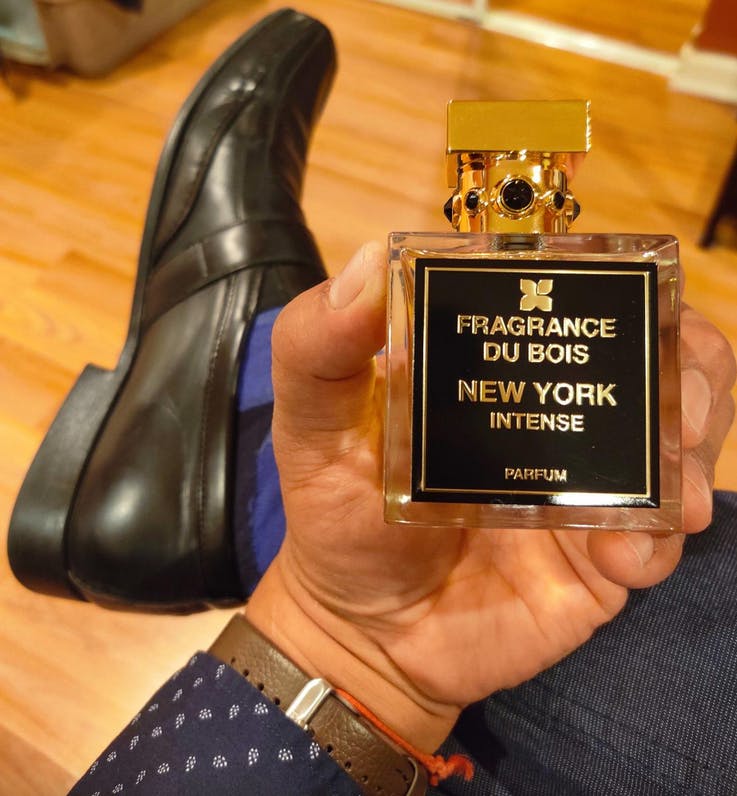 FRAGRANCE
DU BOIS
NEW YORK
INTENSE
PARFUM